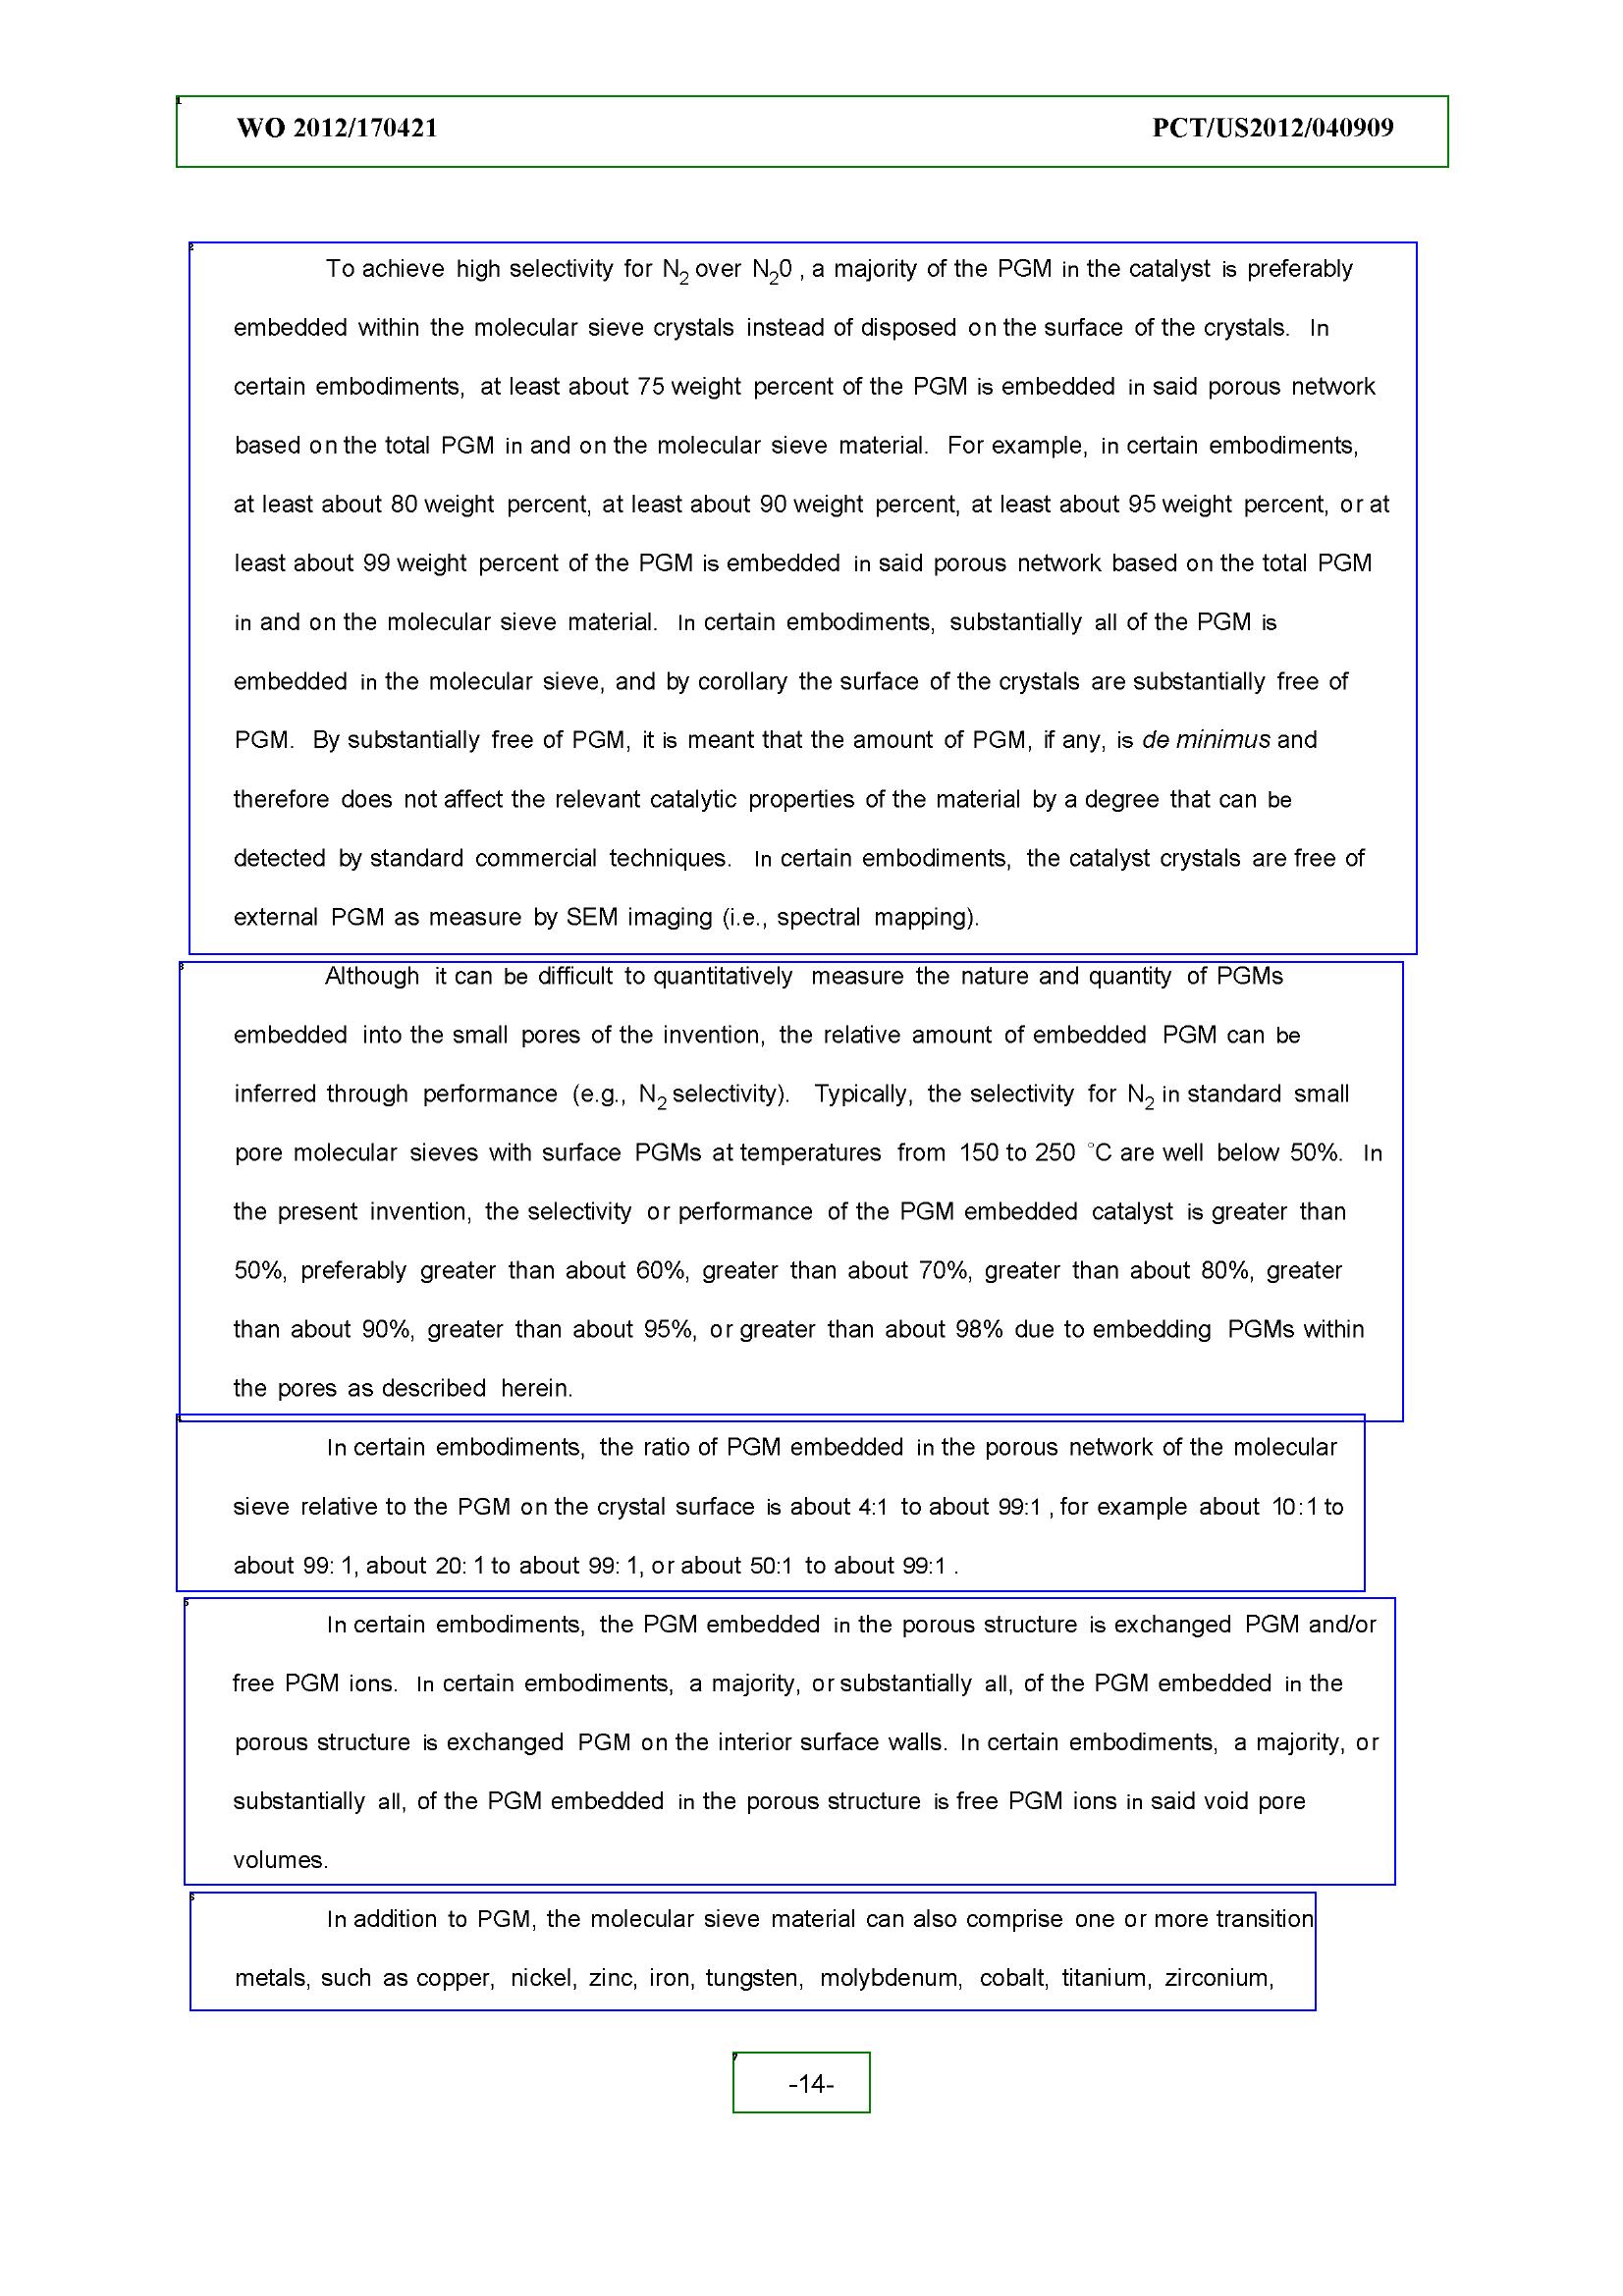 WO 2012/170421 PCT/US2012/040909
To achieve high selectivity for N2 over N20 , a majority of the PGM in the catalyst is preferably
embedded within the molecular sieve crystals instead of disposed on the surface of the crystals. In
certain embodiments, at least about 75 weight percent of the PGM is embedded in said porous network
based on the total PGM in and on the molecular sieve material. For example, in certain embodiments,
at least about 80 weight percent, at least about 90 weight percent, at least about 95 weight percent, or at
least about 99 weight percent of the PGM is embedded in said porous network based on the total PGM
in and on the molecular sieve material. In certain embodiments, substantially all of the PGM is
embedded in the molecular sieve, and by corollary the surface of the crystals are substantially free of
PGM. By substantially free of PGM, it is meant that the amount of PGM, if any, is de minimus and
therefore does not affect the relevant catalytic properties of the material by a degree that can be
detected by standard commercial techniques. In certain embodiments, the catalyst crystals are free of
external PGM as measure by SEM imaging (i.e., spectral mapping).
Although it can be difficult to quantitatively measure the nature and quantity of PGMs
embedded into the small pores of the invention, the relative amount of embedded PGM can be
inferred through performance (e.g., N2 selectivity). Typically, the selectivity for N2 in standard small
pore molecular sieves with surface PGMs at temperatures from 150 to 250 °C are well below 50%. In
the present invention, the selectivity or performance of the PGM embedded catalyst is greater than
50%, preferably greater than about 60%, greater than about 70%, greater than about 80%, greater
than about 90%, greater than about 95%, or greater than about 98% due to embedding PGMs within
the pores as described herein.
In certain embodiments, the ratio of PGM embedded in the porous network of the molecular
sieve relative to the PGM on the crystal surface is about 4:1 to about 99:1 , for example about 10:1 to
about 99: 1, about 20: 1 to about 99: 1, or about 50:1 to about 99:1 .
In certain embodiments, the PGM embedded in the porous structure is exchanged PGM and/or
free PGM ions. In certain embodiments, a majority, or substantially all, of the PGM embedded in the
porous structure is exchanged PGM on the interior surface walls. In certain embodiments, a majority, or
substantially all, of the PGM embedded in the porous structure is free PGM ions in said void pore
volumes.
In addition to PGM, the molecular sieve material can also comprise one or more transition
metals, such as copper, nickel, zinc, iron, tungsten, molybdenum, cobalt, titanium, zirconium,
-14-